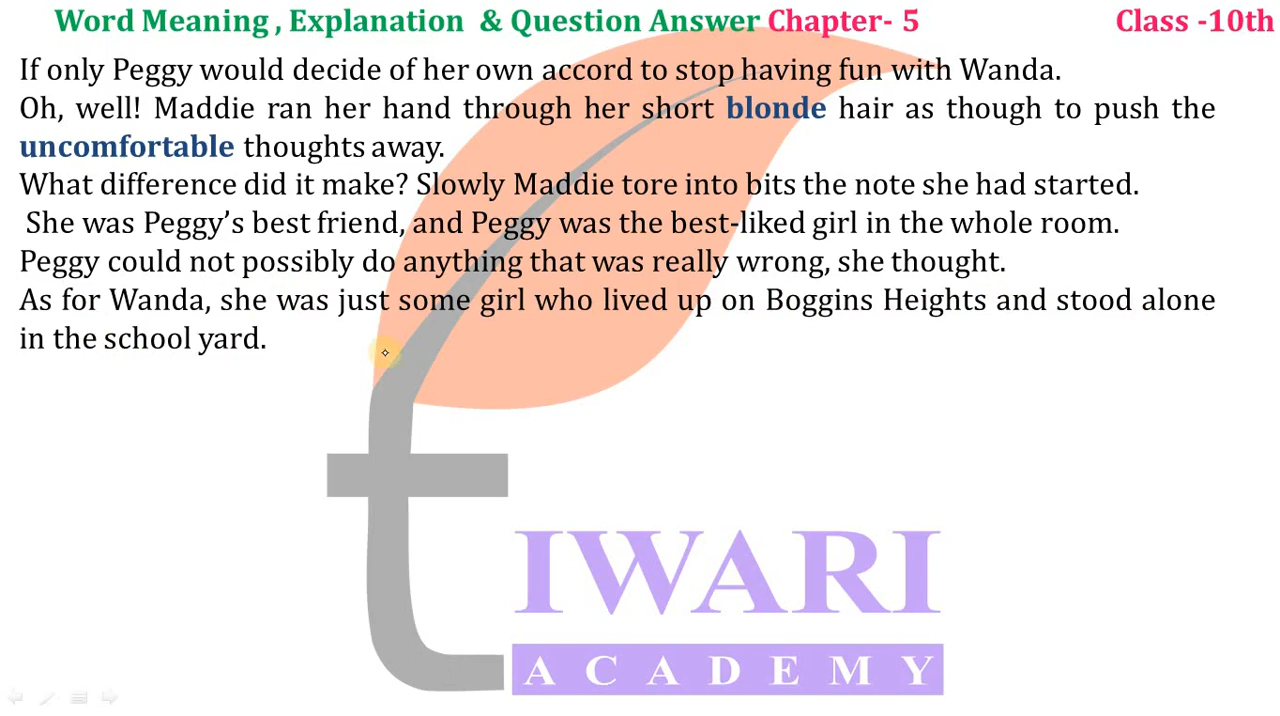 Word Meaning , Explanation & Question Answer Chapter- 5 Class -10th
If only Peggy would decide of her own accord to stop having fun with Wanda.
Oh, well! Maddie ran her hand through her short blonde hair as though to push the
uncomfortable thoughts away.
What difference did it make? Slowly Maddie tore into bits the note she had started.
She was Peggy’s best friend, and Peggy was the best-liked girl in the whole room.
Peggy could not possibly do anything that was really wrong, she thought.
As for Wanda, she was just some girl who lived up on Boggins Heights and stood alone
in the school yard.
tIWARI
ACADEMY